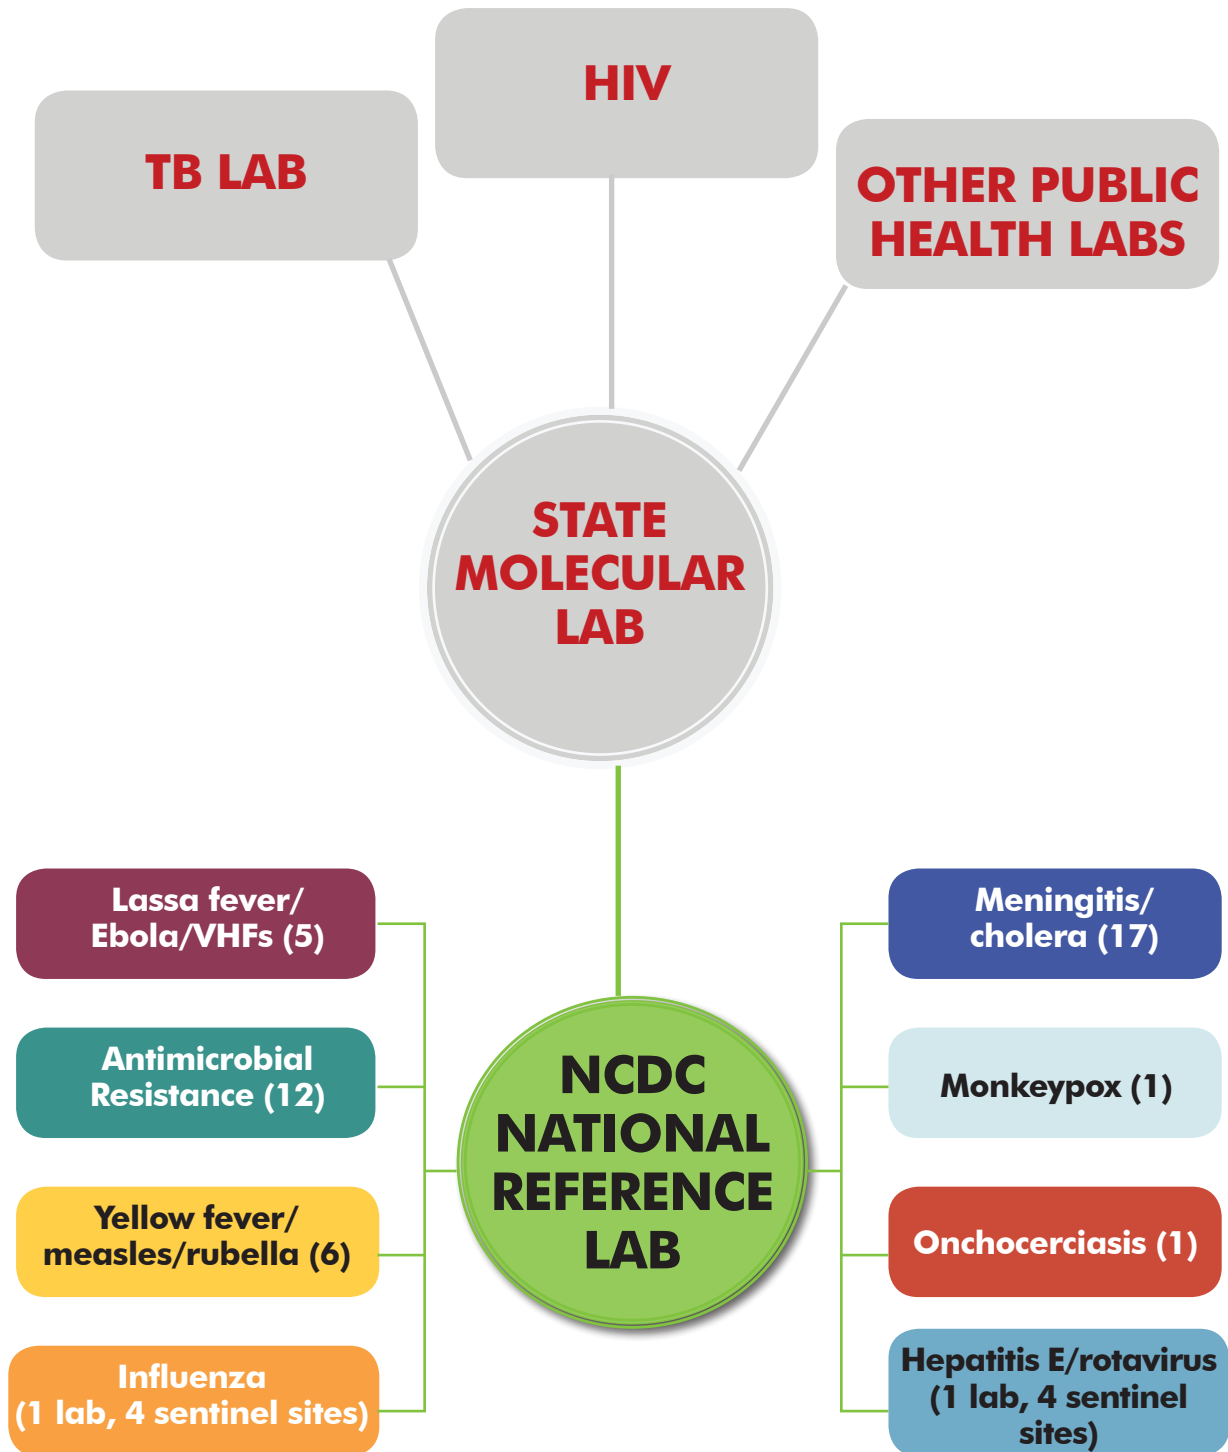 HIV
TB LAB
OTHER PUBLIC
HEALTH LABS
STATE
MOLECULAR
LAB
Lassa fever/
Ebola/VHFs (5)
Antimicrobial
Resistance (12)
Yellow fever/
measles/rubella (6)
Influenza
(1 lab, 4 sentinel sites)
NCDC
NATIONAL
REFERENCE
LAB
Meningitis/
cholera (17)
Monkeypox (1)
Onchocerciasis (1)
Hepatitis E/rotavirus
(1 lab, 4 sentinel
sites)